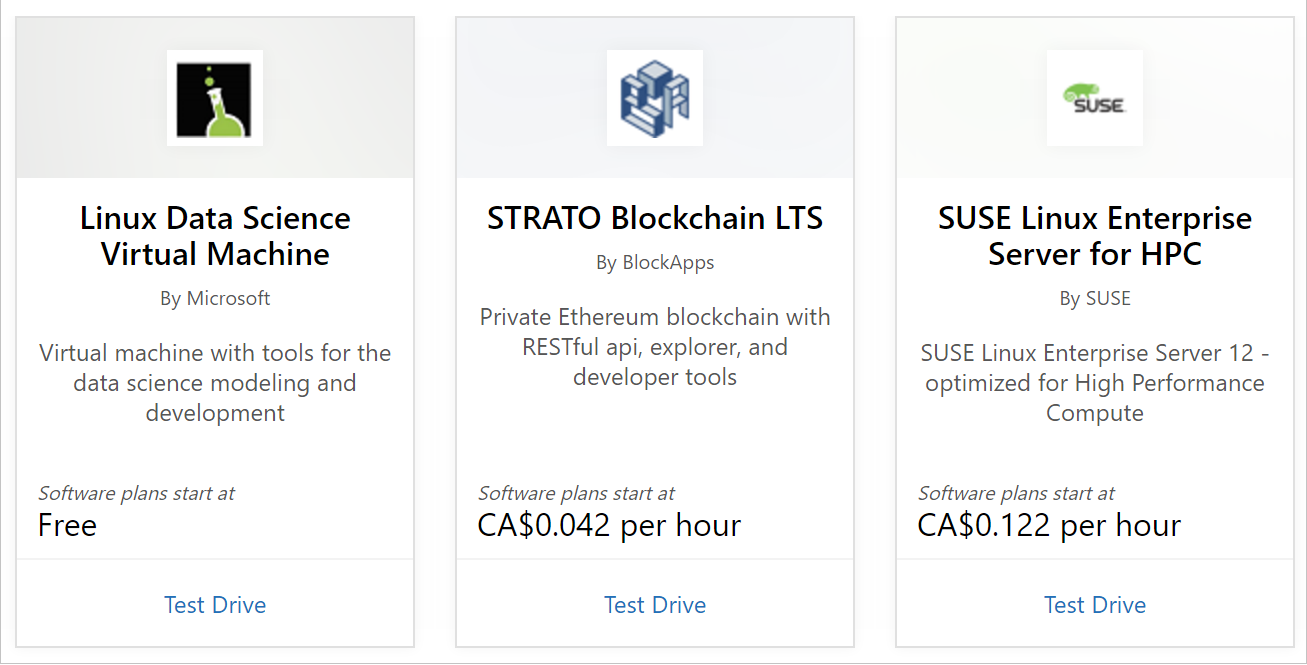 Linux Data Science
Virtual Machine
By Microsoft
Virtual machine with tools for the
data science modeling and
development
Software plans start at
Free
Test Drive
STRATO Blockchain LTS
By BlockApps
Private Ethereum blockchain with
RESTful api, explorer, and
developer tools
Software plans start at
CA$0.042 per hour
Test Drive
SUSE
SUSE Linux Enterprise
Server for HPC
By SUSE
SUSE Linux Enterprise Server 12 -
optimized for High Performance
Compute
Software plans start at
CA$0.122 per hour
Test Drive